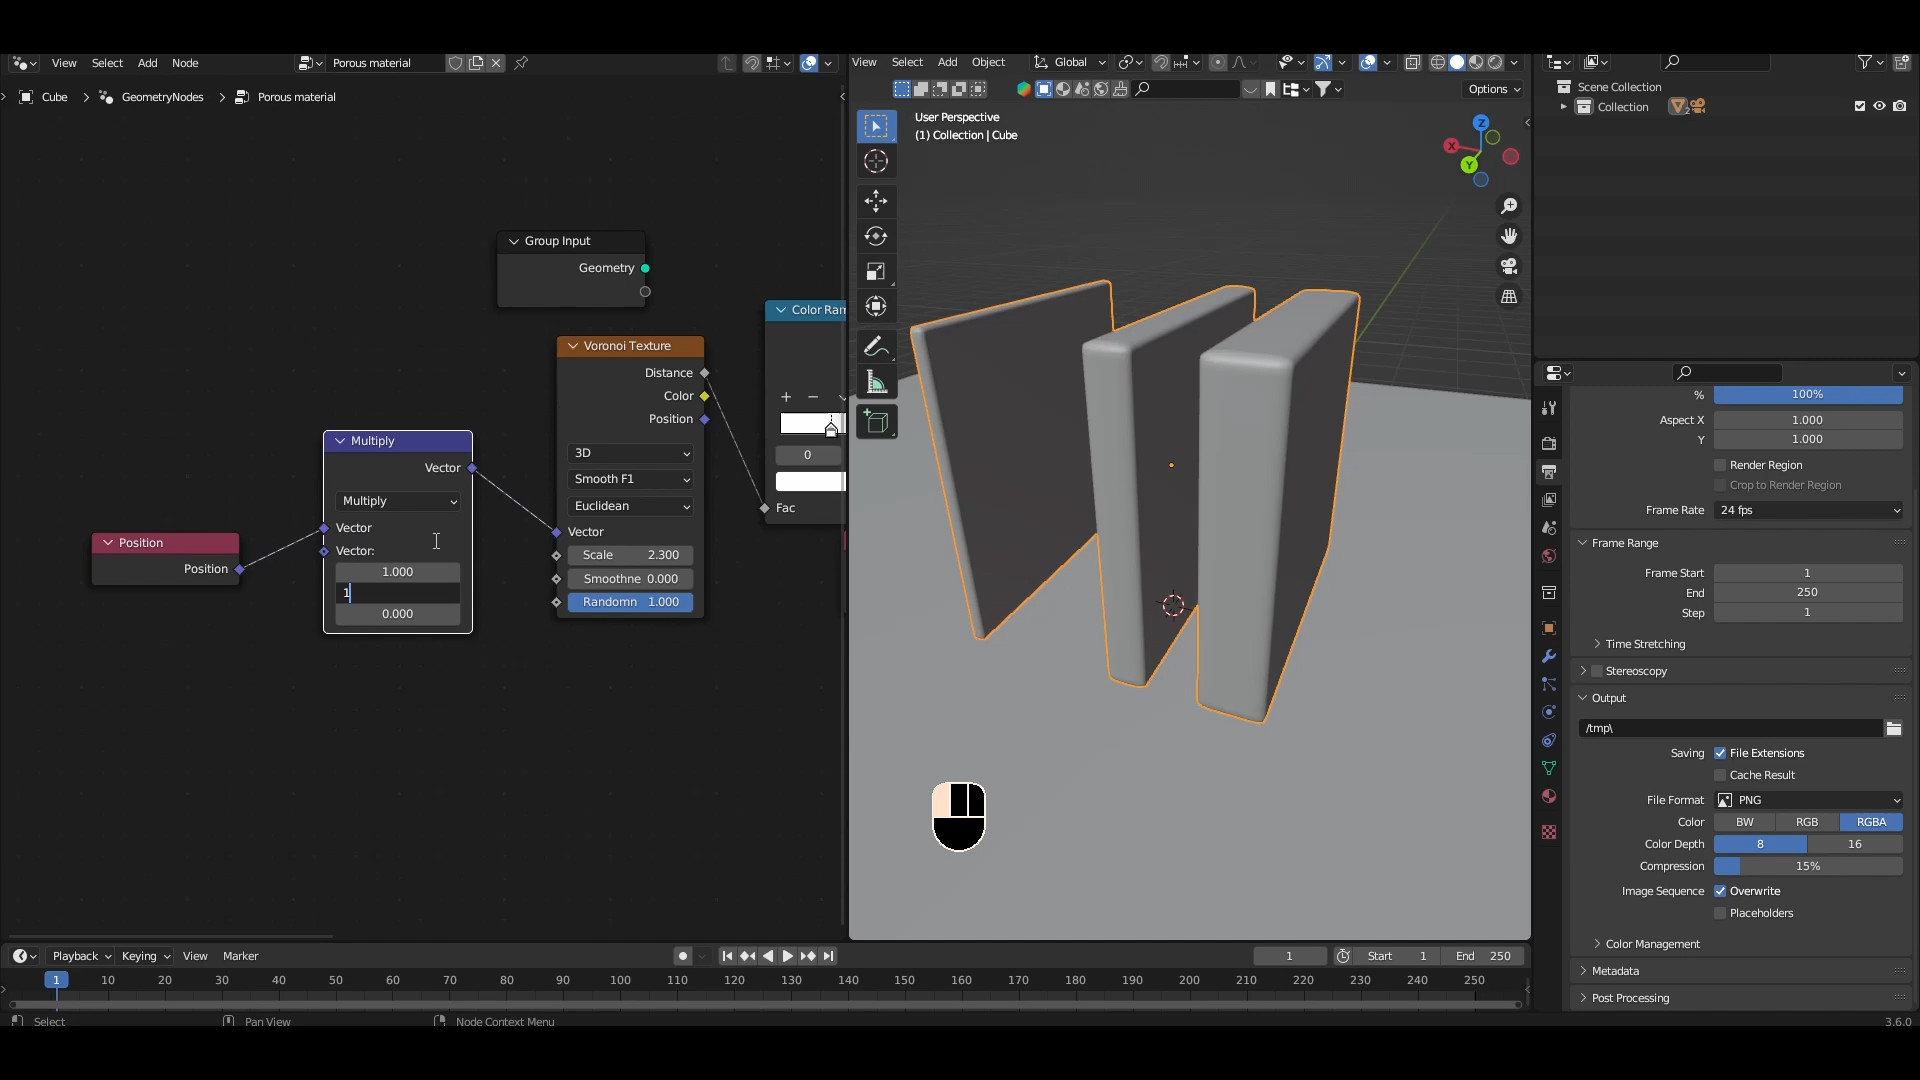 View Select Add Node Porous material
Cube GeometryNodes Porous material
Group Input
Geometry
Color Ram
Voronoi Texture
Distance
Color
Position
3D
Smooth F1
Euclidean
Vector
Scale 2.300
Smoothne 0.000
Randomn 1.000
0
Fac
Multiply
Vector
Multiply
Vector
Vector:
1.000
1
0.000
Position
Position
View Select Add Object Global
Options
User Perspective
(1) Collection | Cube
Z
X
Y
Scene Collection
Collection 2
% 100%
Aspect X 1.000
Y 1.000
Render Region
Crop to Render Region
Frame Rate 24 fps
Frame Range
Frame Start 1
End 250
Step 1
Time Stretching
Stereoscopy
Output
/tmp\
Saving File Extensions
Cache Result
File Format PNG
Color BW RGB RGBA
Color Depth 8 16
Compression 15%
Image Sequence Overwrite
Placeholders
Color Management
Metadata
Post Processing
Playback Keying View Marker 1 Start 1 End 250
1 10 20 30 40 50 60 70 80 90 100 110 120 130 140 150 160 170 180 190 200 210 220 230 240 250
Select Pan View Node Context Menu 3.6.0